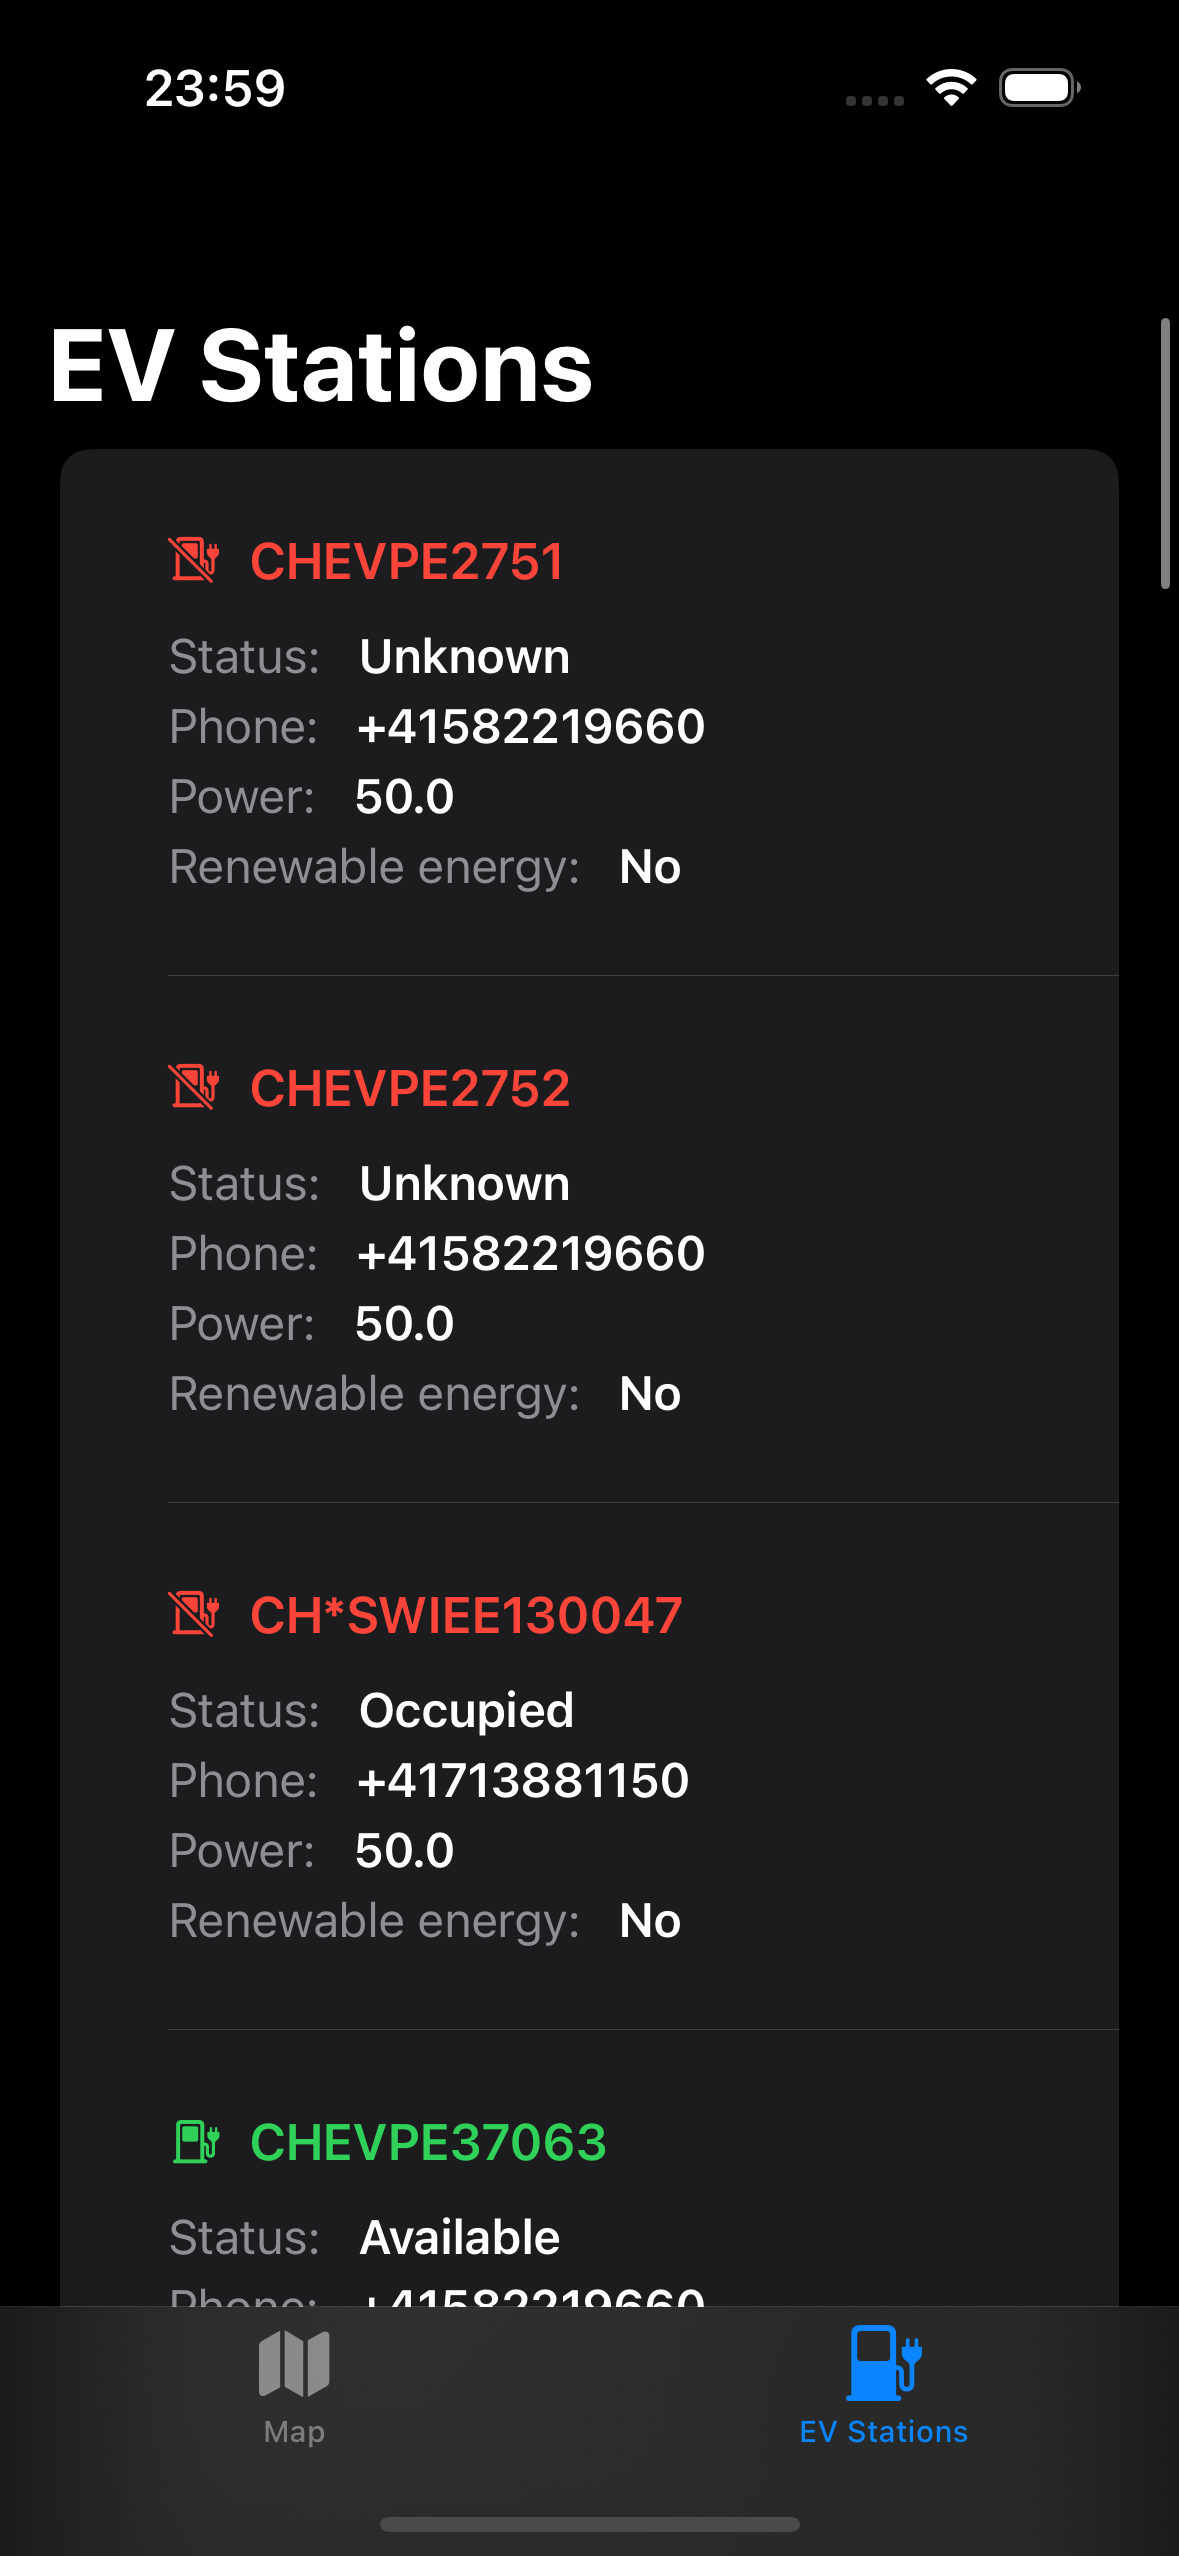 23:59
EV Stations
CHEVPE2751
Status: Unknown
Phone: +41582219660
Power: 50.0
Renewable energy: No
CHEVPE2752
Status: Unknown
Phone: +41582219660
Power: 50.0
Renewable energy: No
CH*SWIEE130047
Status: Occupied
Phone: +41713881150
Power: 50.0
Renewable energy: No
CHEVPE37063
Status: Available
Phone: +41582219660
Map
EV Stations